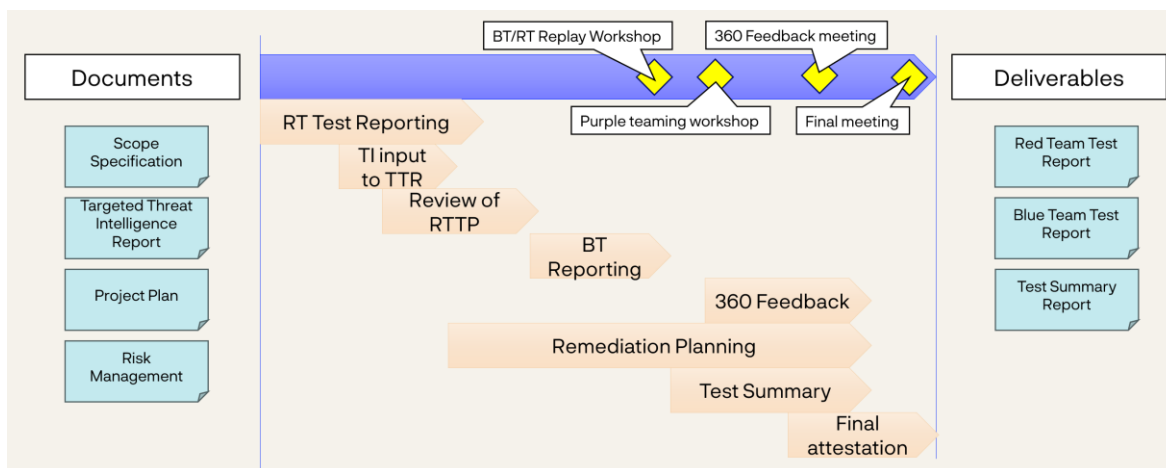 Documents
Scope
Specification
Targeted Threat
Intelligence
Report
Project Plan
Risk
Management
BT/RT Replay Workshop
360 Feedback meeting
Purple teaming workshop
Final meeting
RT Test Reporting
TI input
to TTR
Review of
RTTP
BT
Reporting
360 Feedback
Remediation Planning
Test Summary
Final
attestation
Deliverables
Red Team Test
Report
Blue Team Test
Report
Test Summary
Report